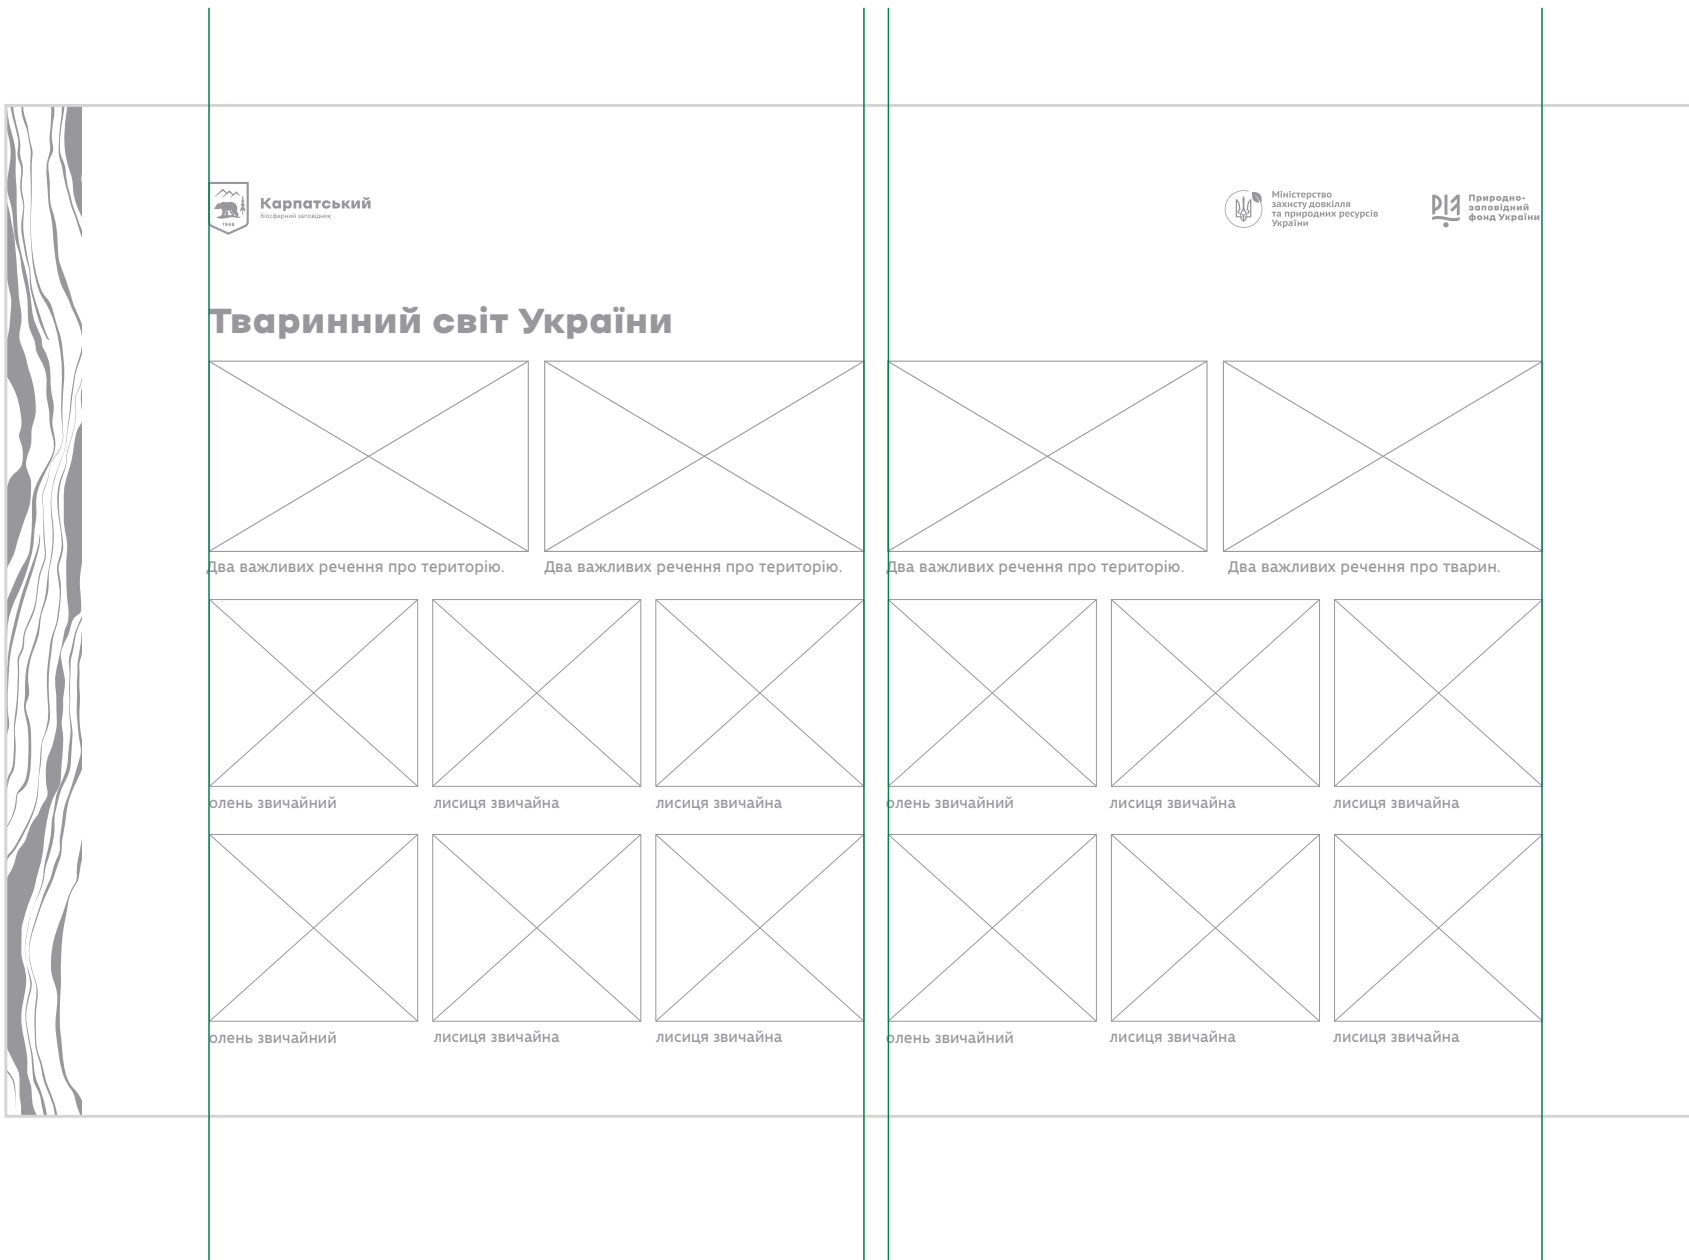 Карпатський
біосферний заповідник
1968
Міністерство
захисту довкілля
та природних ресурсів
України
Природно-
заповідний
фонд України
Тваринний світ України
Два важливих речення про територію.
Два важливих речення про територію.
Два важливих речення про територію.
Два важливих речення про тварин.
олень звичайний
лисиця звичайна
лисиця звичайна
олень звичайний
лисиця звичайна
лисиця звичайна
олень звичайний
лисиця звичайна
лисиця звичайна
олень звичайний
лисиця звичайна
лисиця звичайна